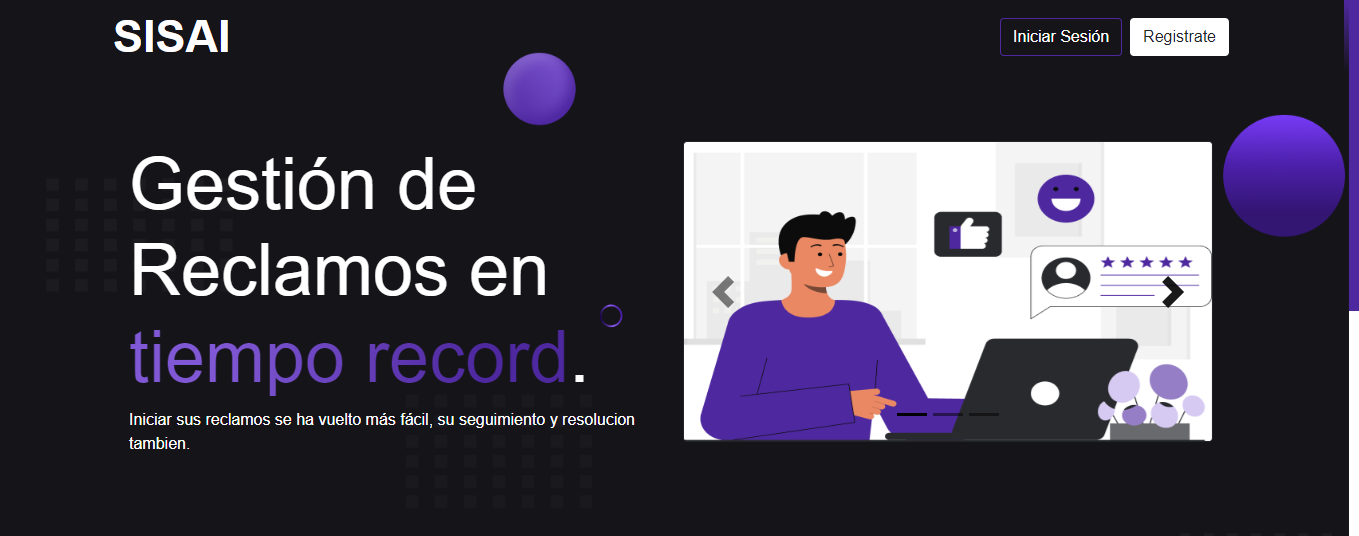 SISAI
Iniciar Sesión
Registrate
Gestión de
Reclamos en
tiempo record.
Iniciar sus reclamos se ha vuelto más fácil, su seguimiento y resolucion
tambien.